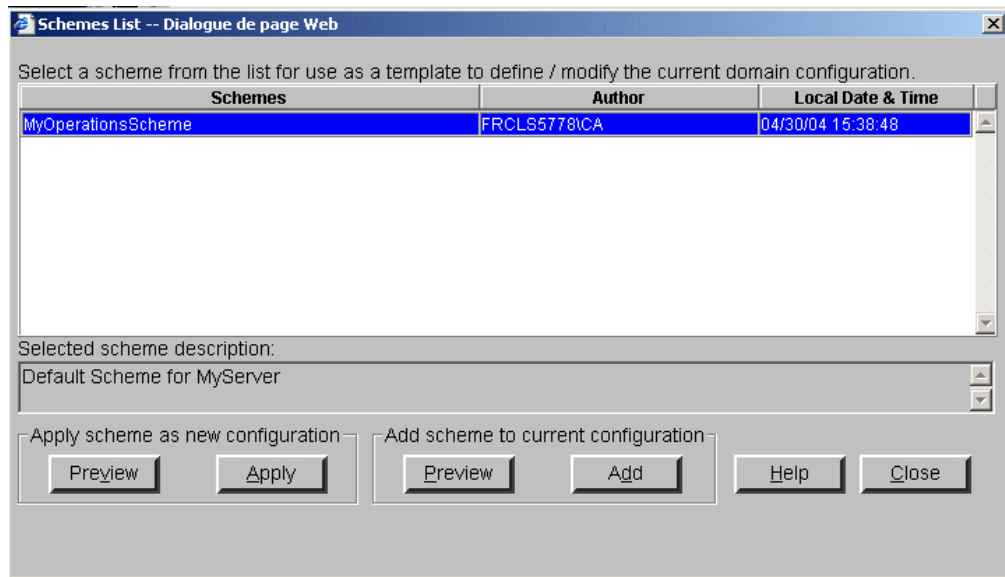 Schemes List -- Dialogue de page Web
Select a scheme from the list for use as a template to define / modify the current domain configuration.
Schemes Author Local Date & Time
MyOperationsScheme FRCLS5778\CA 04/30/04 15:38:48
Selected scheme description:
Default Scheme for MyServer
Apply scheme as new configuration Add scheme to current configuration
Preview Apply Preview Add Help Close